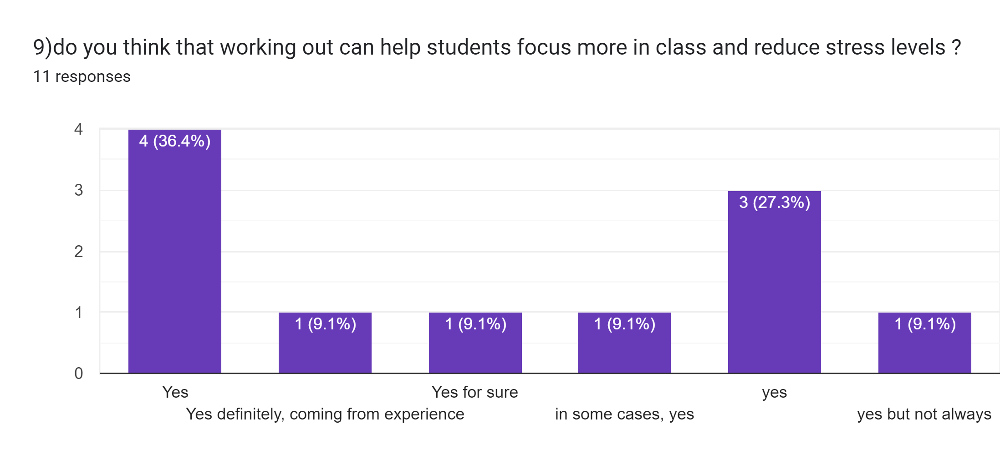 9)do you think that working out can help students focus more in class and reduce stress levels ?
11 responses
4
3
2
1
0
4 (36.4%)
1 (9.1%)
1 (9.1%)
1 (9.1%)
3 (27.3%)
1 (9.1%)
Yes
Yes definitely, coming from experience
Yes for sure
in some cases, yes
yes
yes but not always